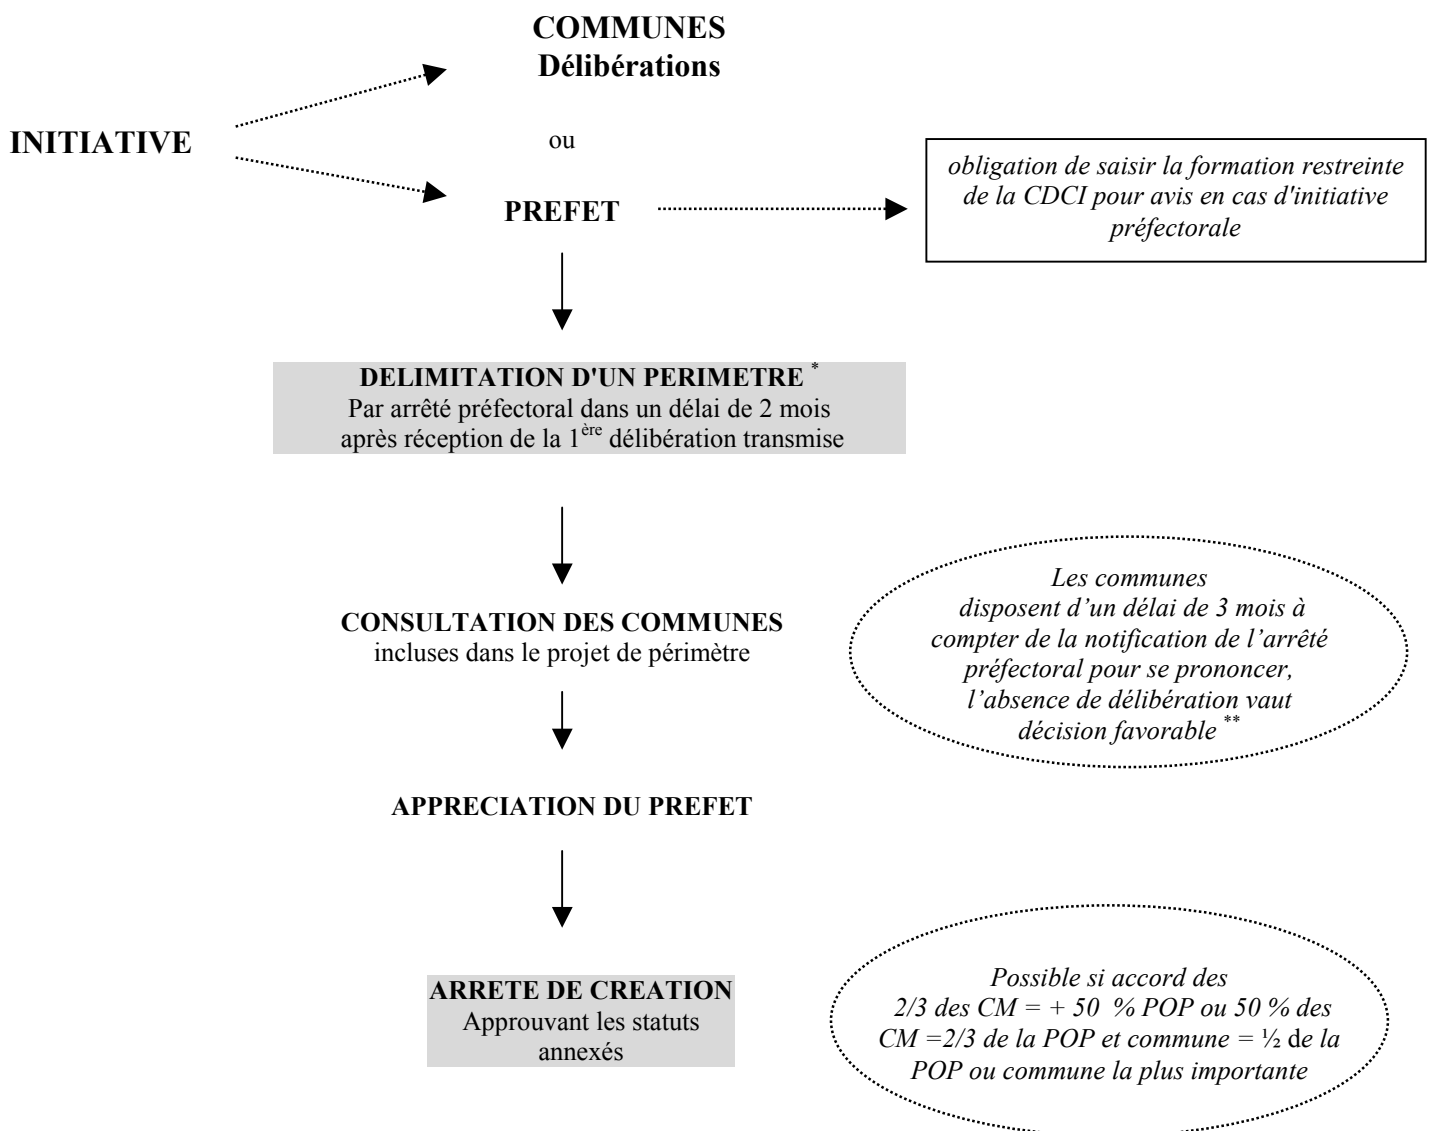 COMMUNES
Délibérations
INITIATIVE
ou
PREFET
obligation de saisir la formation restreinte
de la CDCI pour avis en cas d'initiative
préfectorale
DELIMITATION D'UN PERIMETRE *
Par arrêté préfectoral dans un délai de 2 mois
après réception de la 1ère délibération transmise
CONSULTATION DES COMMUNES
incluses dans le projet de périmètre
Les communes
disposent d’un délai de 3 mois à
compter de la notification de l’arrêté
préfectoral pour se prononcer,
l’absence de délibération vaut
décision favorable **
APPRECIATION DU PREFET
ARRETE DE CREATION
Approuvant les statuts
annexés
Possible si accord des
2/3 des CM = + 50 % POP ou 50 % des
CM =2/3 de la POP et commune = ½ de la
POP ou commune la plus importante